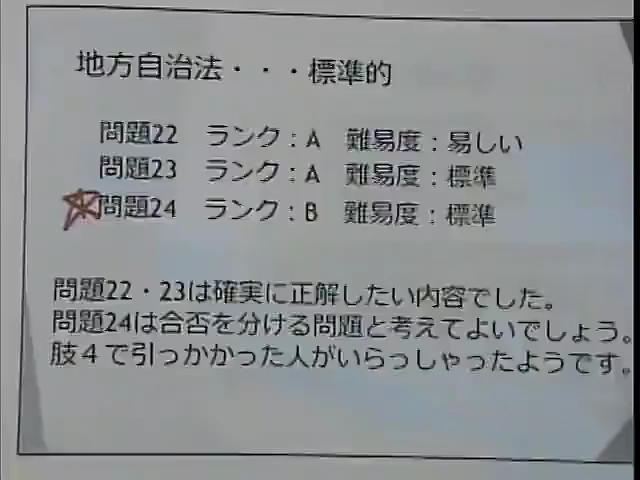 地方自治法・・・標準的
問題22 ランク：A 難易度：易しい
問題23 ランク：A 難易度：標準
問題24 ランク：B 難易度：標準
問題22・23は確実に正解したい内容でした。
問題24は合否を分ける問題と考えてよいでしょう。
肢４で引っかかった人がいらっしゃったようです。